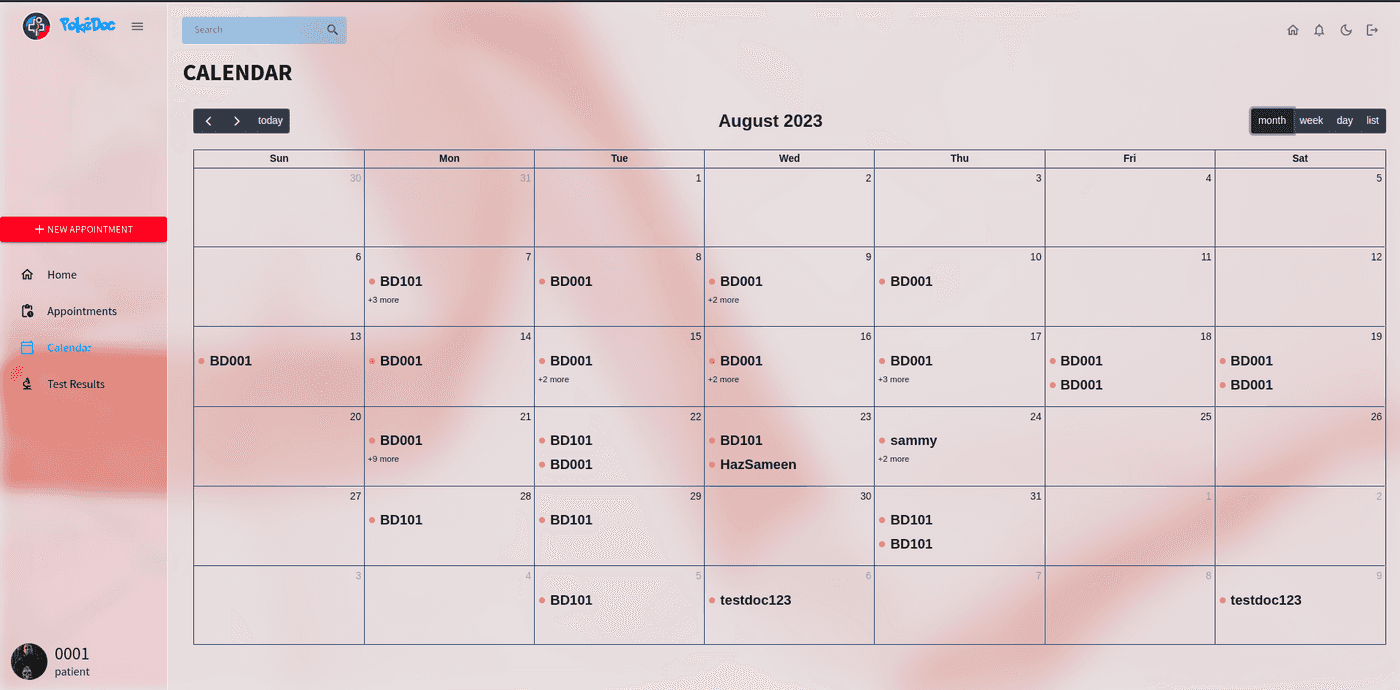 PokéDoc
Search
CALENDAR
today
August 2023
month week day list
Sun Mon Tue Wed Thu Fri Sat
30 31 1 2 3 4 5
6 7 8 9 10 11 12
BD101 BD001 BD001 BD001
+3 more +2 more
13 14 15 16 17 18 19
BD001 BD001 BD001 BD001 BD001 BD001 BD001
+2 more +2 more +3 more BD001 BD001
20 21 22 23 24 25 26
BD001 BD101 BD101 sammy
+9 more BD001 HazSameen +2 more
27 28 29 30 31 1 2
BD101 BD101 BD101
BD101
3 4 5 6 7 8 9
BD101 testdoc123 testdoc123
+ NEW APPOINTMENT
Home
Appointments
Calendar
Test Results
0001
patient